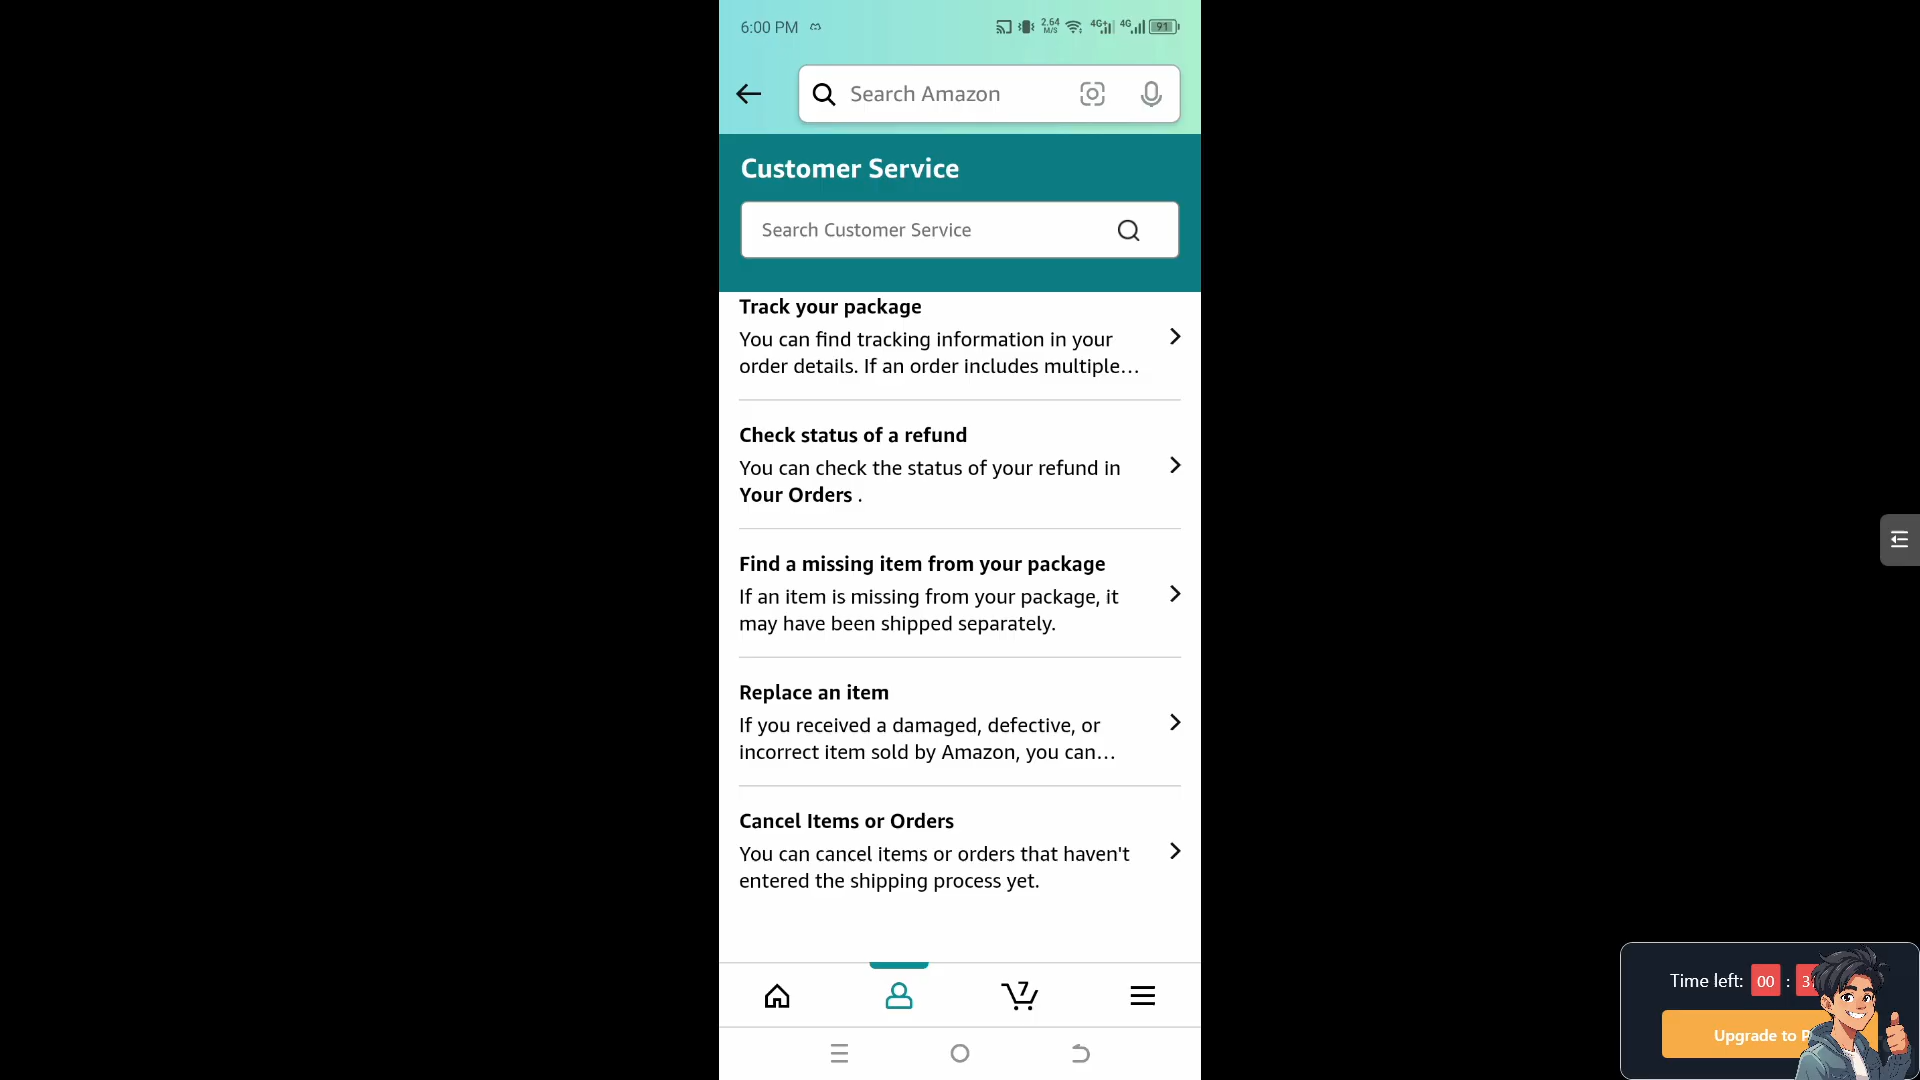 6:00 PM
2.64
M/S
4G+
4G
91
Search Amazon
Customer Service
Search Customer Service
Track your package
You can find tracking information in your
order details. If an order includes multiple...
Check status of a refund
You can check the status of your refund in
Your Orders .
Find a missing item from your package
If an item is missing from your package, it
may have been shipped separately.
Replace an item
If you received a damaged, defective, or
incorrect item sold by Amazon, you can...
Cancel Items or Orders
You can cancel items or orders that haven't
entered the shipping process yet.
7
Time left: 00 :
Upgrade to